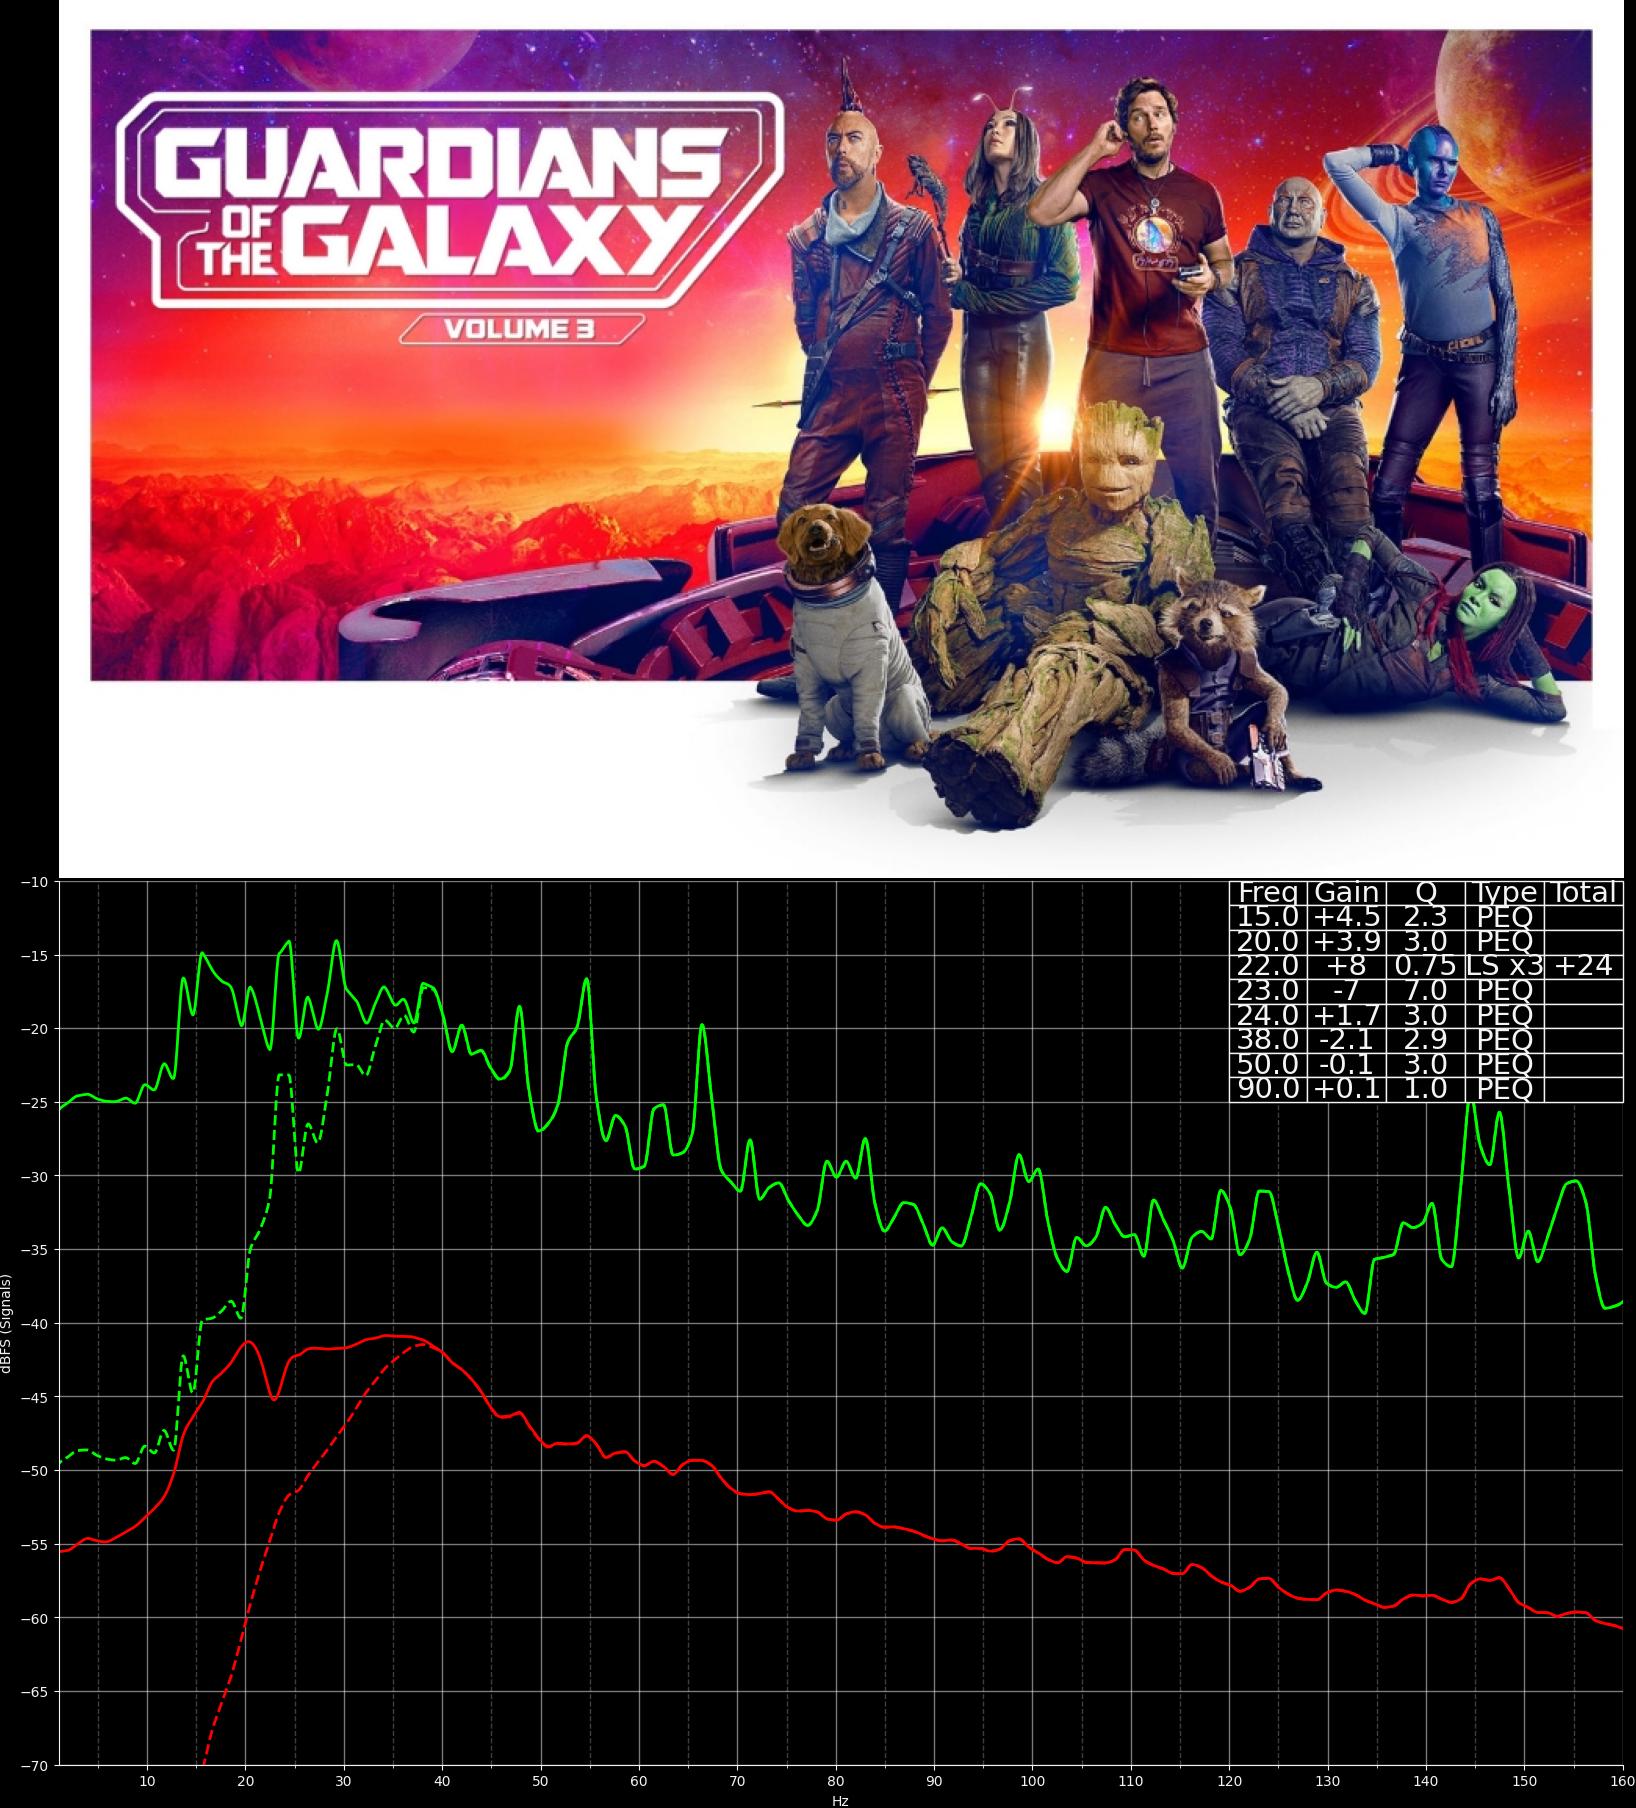 GUARDIANS
OF
THE GALAXY
VOLUME 3
−10
−15
−20
−25
−30
−35
−40
−45
−50
−55
−60
−65
−70
dBFS (Signals)
Freq Gain Q Type Total
15.0 +4.5 2.3 PEQ
20.0 +3.9 3.0 PEQ
22.0 +8 0.75 LS x3 +24
23.0 -7 7.0 PEQ
24.0 +1.7 3.0 PEQ
38.0 -2.1 2.9 PEQ
50.0 -0.1 3.0 PEQ
90.0 +0.1 1.0 PEQ
10 20 30 40 50 60 70 80 90 100 110 120 130 140 150 160
Hz